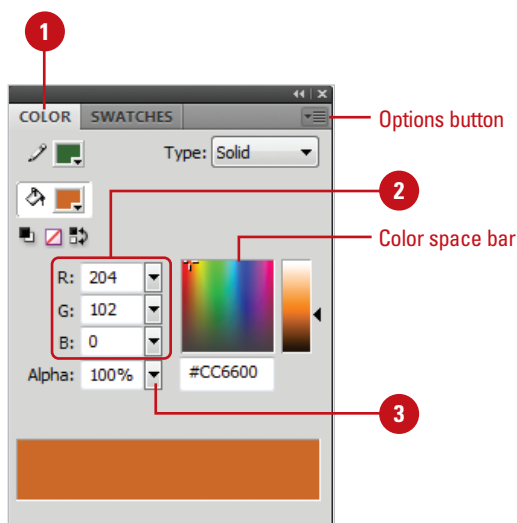 1
COLOR SWATCHES
Options button
Type: Solid
2
Color space bar
R: 204
G: 102
B: 0
Alpha: 100% #CC6600
3